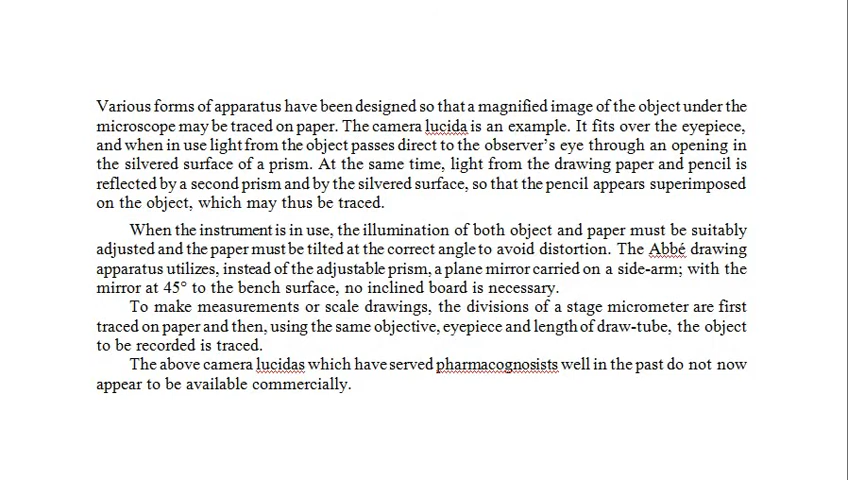 Various forms of apparatus have been designed so that a magnified image of the object under the
microscope may be traced on paper. The camera lucida is an example. It fits over the eyepiece,
and when in use light from the object passes direct to the observer’s eye through an opening in
the silvered surface of a prism. At the same time, light from the drawing paper and pencil is
reflected by a second prism and by the silvered surface, so that the pencil appears superimposed
on the object, which may thus be traced.
When the instrument is in use, the illumination of both object and paper must be suitably
adjusted and the paper must be tilted at the correct angle to avoid distortion. The Abbé drawing
apparatus utilizes, instead of the adjustable prism, a plane mirror carried on a side-arm; with the
mirror at 45° to the bench surface, no inclined board is necessary.
To make measurements or scale drawings, the divisions of a stage micrometer are first
traced on paper and then, using the same objective, eyepiece and length of draw-tube, the object
to be recorded is traced.
The above camera lucidas which have served pharmacognosists well in the past do not now
appear to be available commercially.